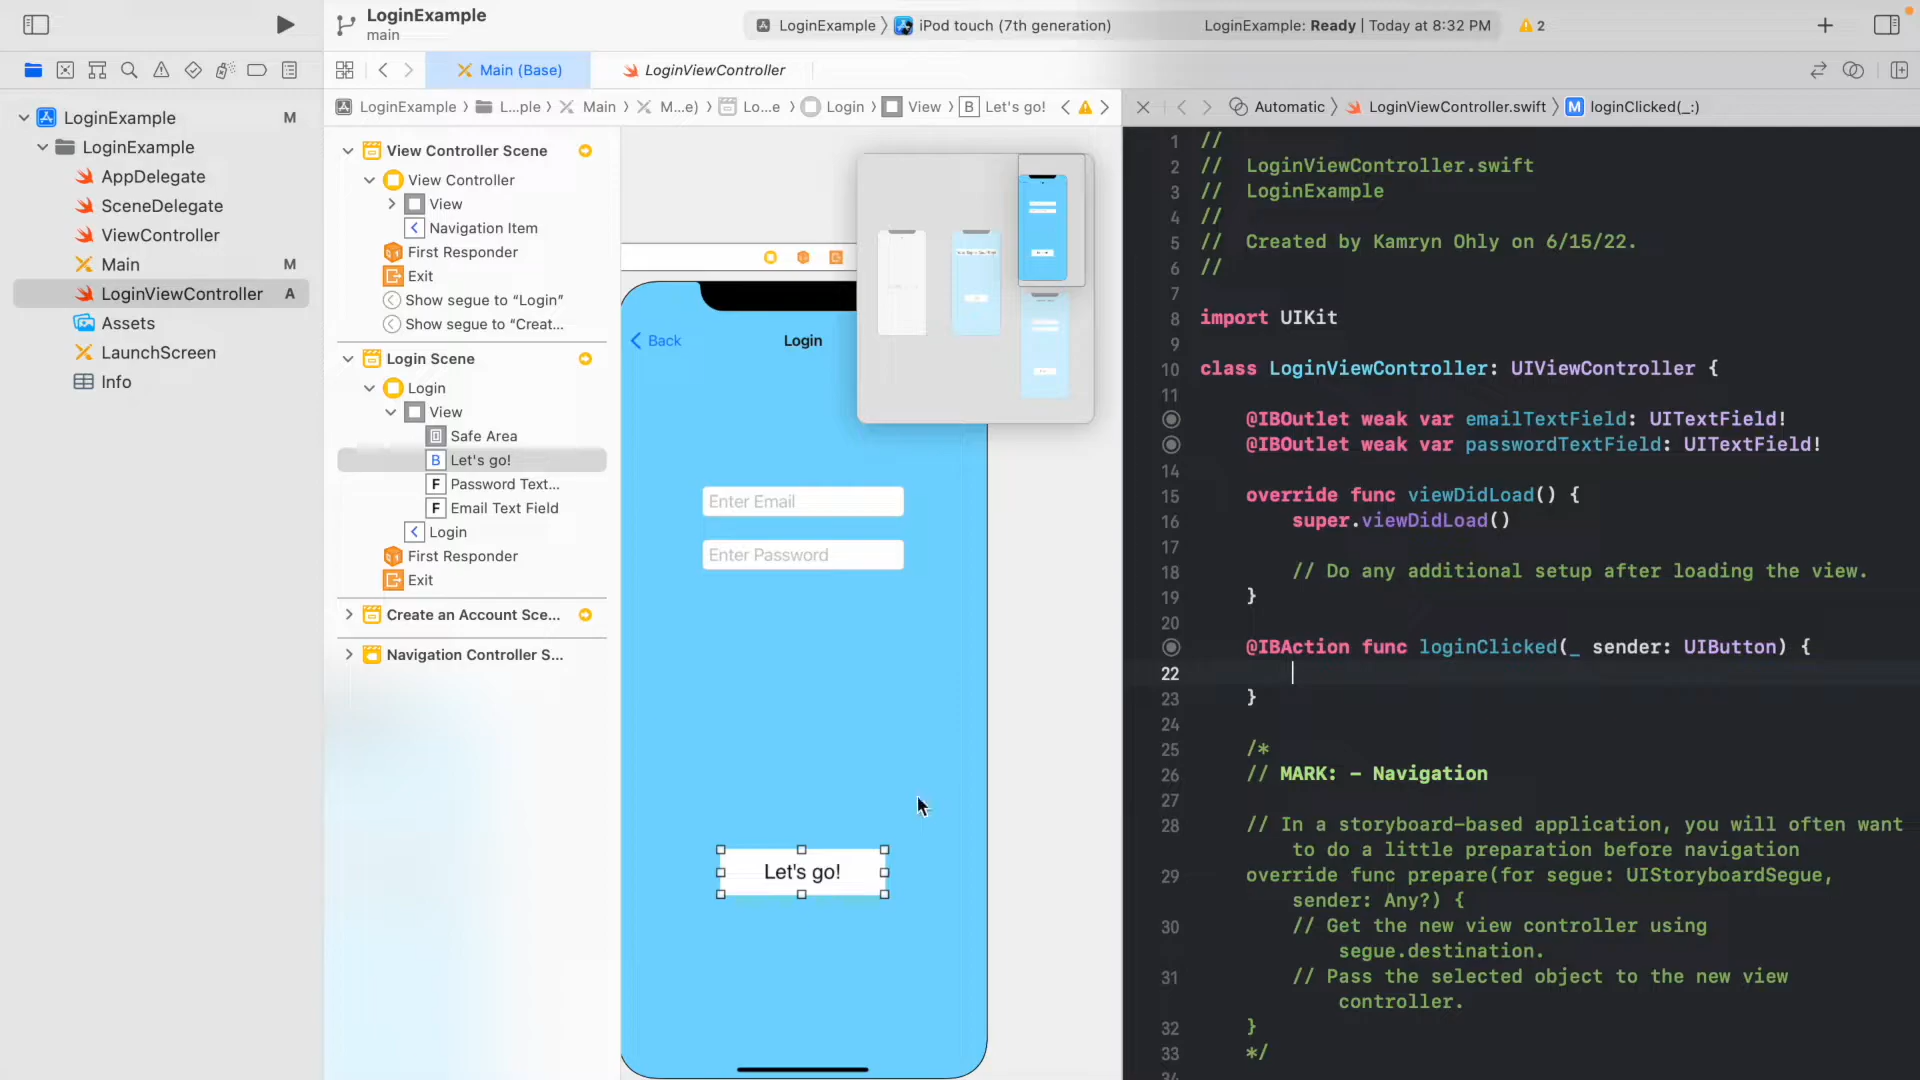 LoginExample
main
LoginExample
iPod touch (7th generation)
LoginExample: Ready | Today at 8:32 PM
2
Main (Base)
LoginViewController
LoginExample
M
LoginExample
AppDelegate
SceneDelegate
ViewController
Main
M
LoginViewController
A
Assets
LaunchScreen
Info
LoginExample
L...ple
Main
M...e)
Lo...e
Login
View
B
Let's go!
View Controller Scene
View Controller
View
Navigation Item
First Responder
Exit
Show segue to “Login”
Show segue to “Creat...
Login Scene
Login
View
Safe Area
B
Let's go!
F
Password Text...
F
Email Text Field
Login
First Responder
Exit
Create an Account Sce...
Navigation Controller S...
Back
Login
Enter Email
Enter Password
Let's go!
Automatic
LoginViewController.swift
M
loginClicked(_:)
1 //
2 // LoginViewController.swift
3 // LoginExample
4 //
5 // Created by Kamryn Ohly on 6/15/22.
6 //
7
8 import UIKit
9
10 class LoginViewController: UIViewController {
11
@IBOutlet weak var emailTextField: UITextField!
@IBOutlet weak var passwordTextField: UITextField!
14
15 override func viewDidLoad() {
16 super.viewDidLoad()
17
18 // Do any additional setup after loading the view.
19 }
20
@IBAction func loginClicked(_ sender: UIButton) {
22
23 }
24
25 /*
26 // MARK: - Navigation
27
28 // In a storyboard-based application, you will often want
to do a little preparation before navigation
29 override func prepare(for segue: UIStoryboardSegue,
sender: Any?) {
30 // Get the new view controller using
segue.destination.
31 // Pass the selected object to the new view
controller.
32 }
33 */